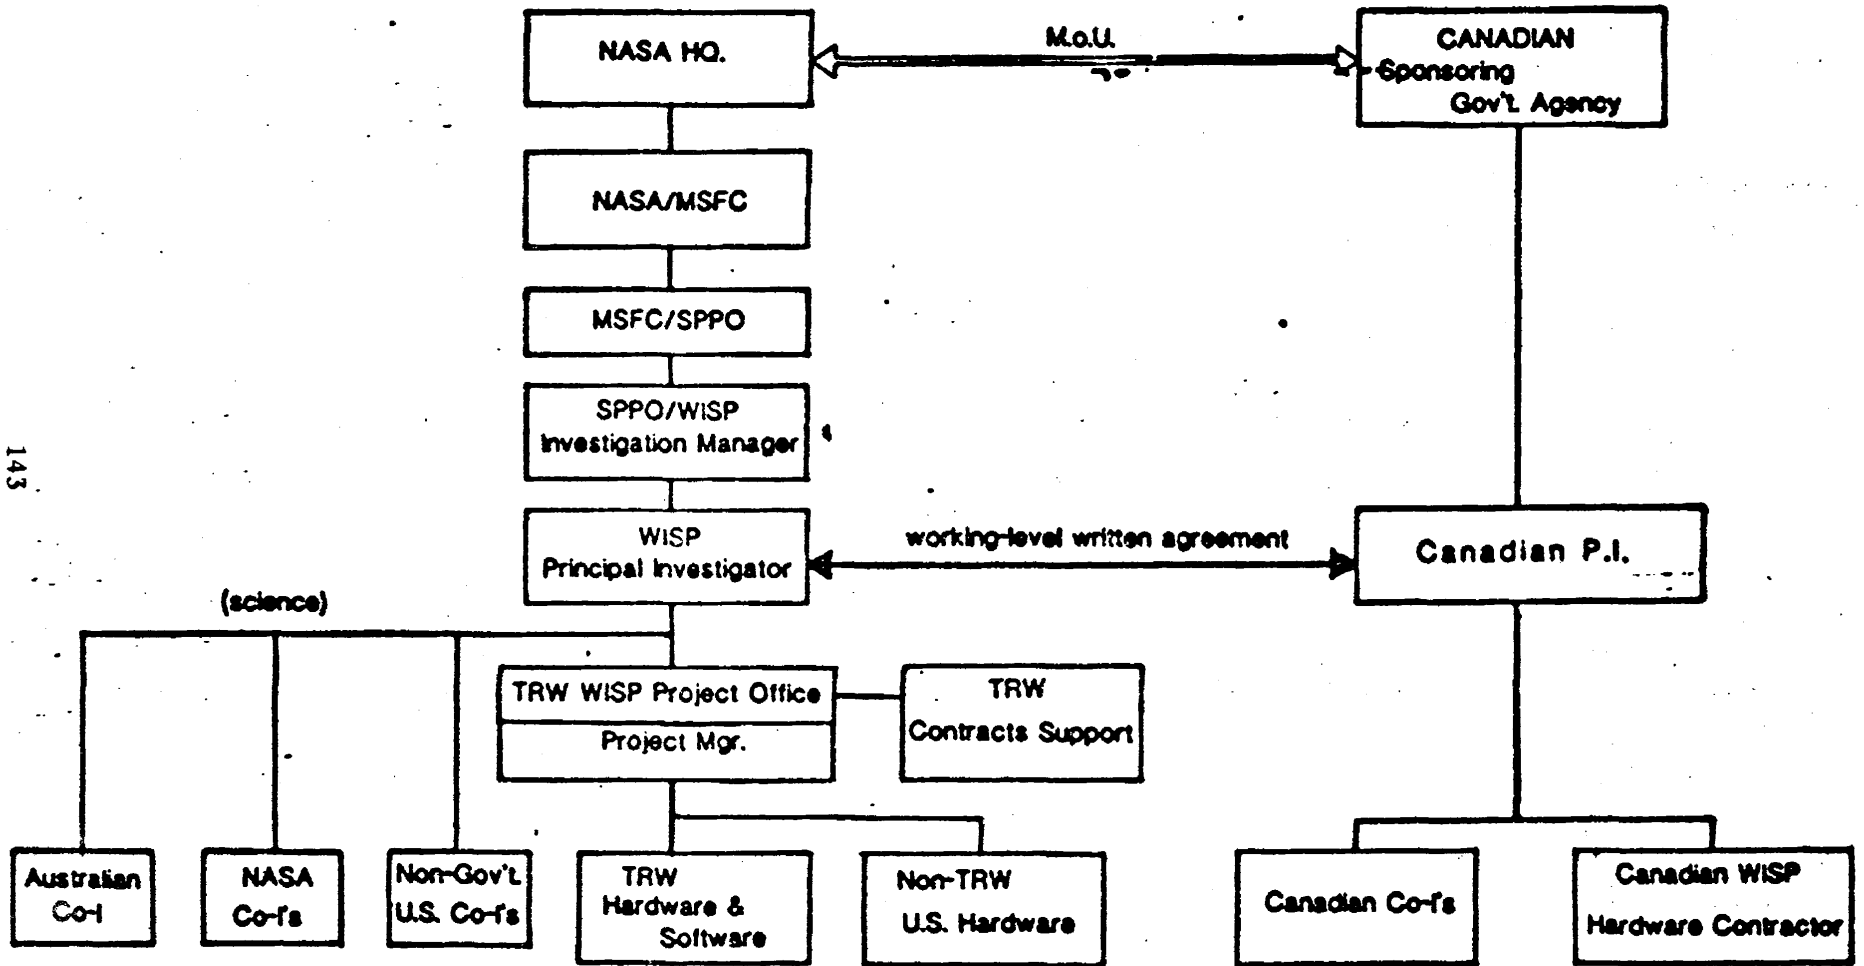 NASA HQ.
M.o.U.
CANADIAN
Sponsoring
Gov't. Agency
NASA/MSFC
MSFC/SPPO
SPPO/WISP
Investigation Manager
WISP
Principal Investigator
working-level written agreement
Canadian P.I.
(science)
TRW WISP Project Office
Project Mgr.
TRW
Contracts Support
Australian
Co-I
NASA
Co-I's
Non-Gov't.
U.S. Co-I's
TRW
Hardware &
Software
Non-TRW
U.S. Hardware
Canadian Co-I's
Canadian WISP
Hardware Contractor
143